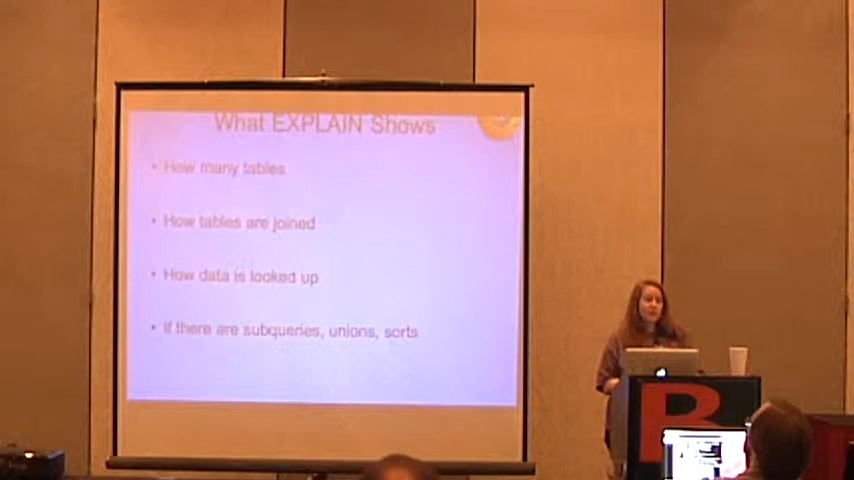 What EXPLAIN Shows
• How many tables
• How tables are joined
• How data is looked up
• If there are subqueries, unions, sorts
R